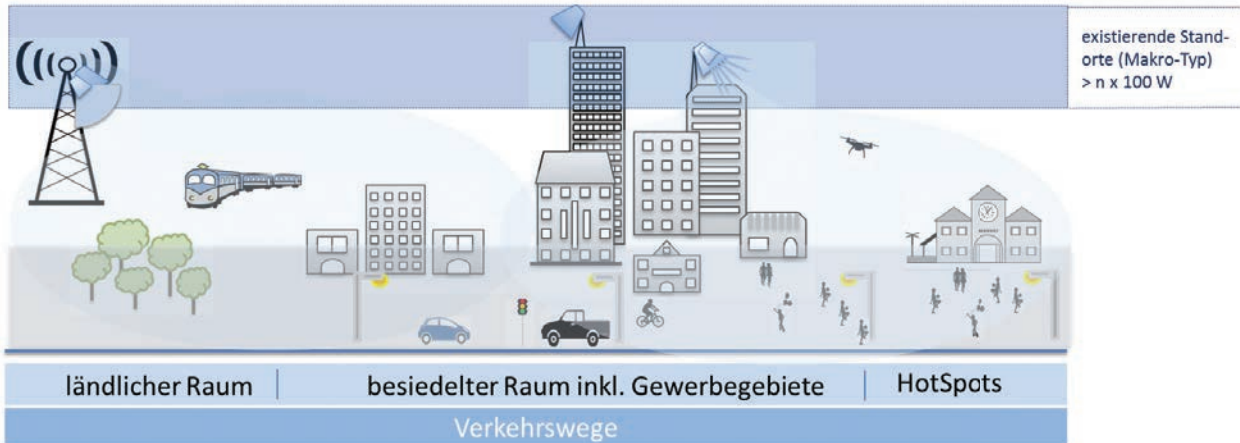 existierende Stand-
orte (Makro-Typ)
> n x 100 W
ländlicher Raum
besiedelter Raum inkl. Gewerbegebiete
HotSpots
Verkehrswege